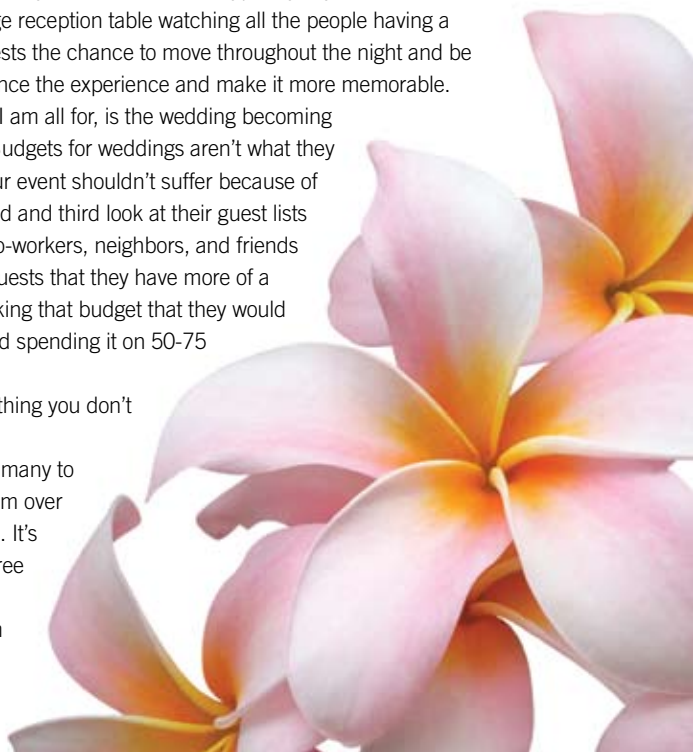 ge reception table watching all the people having a
ests the chance to move throughout the night and be
nce the experience and make it more memorable.
I am all for, is the wedding becoming
udgets for weddings aren’t what they
ur event shouldn’t suffer because of
d and third look at their guest lists
o-workers, neighbors, and friends
uests that they have more of a
king that budget that they would
d spending it on 50-75
thing you don’t
many to
m over
. It’s
ree